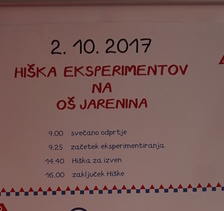 2. 10. 2017
HIŠKA EKSPERIMENTOV
NA
OŠ JARENINA
9.00 svečano odprtje
9.25 začetek eksperimentiranja
14.40 Hiška za izven
16.00 zaključek Hiške